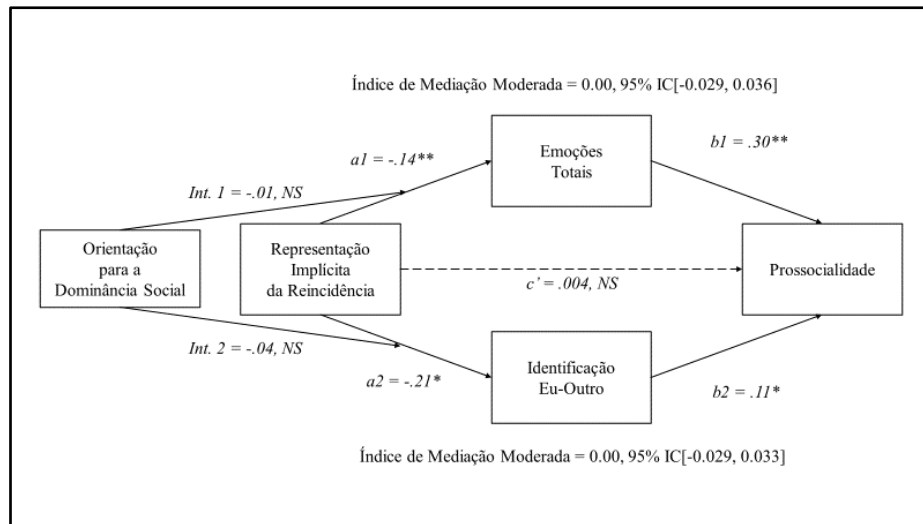 Índice de Mediação Moderada = 0.00, 95% IC[-0.029, 0.036]
a1 = -.14**
Emoções
Totais
b1 = .30**
Int. 1 = -.01, NS
Orientação
para a
Dominância Social
Representação
Implícita
da Reincidência
Prossocialidade
c' = .004, NS
Int. 2 = -.04, NS
a2 = -.21*
Identificação
Eu-Outro
b2 = .11*
Índice de Mediação Moderada = 0.00, 95% IC[-0.029, 0.033]